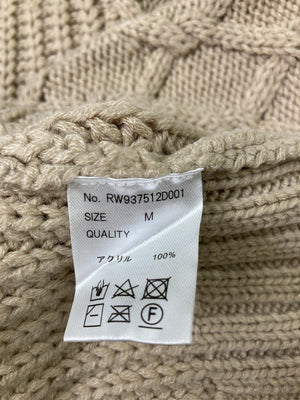 No. RW937512D001
SIZE M
QUALITY
アクリル 100%
F